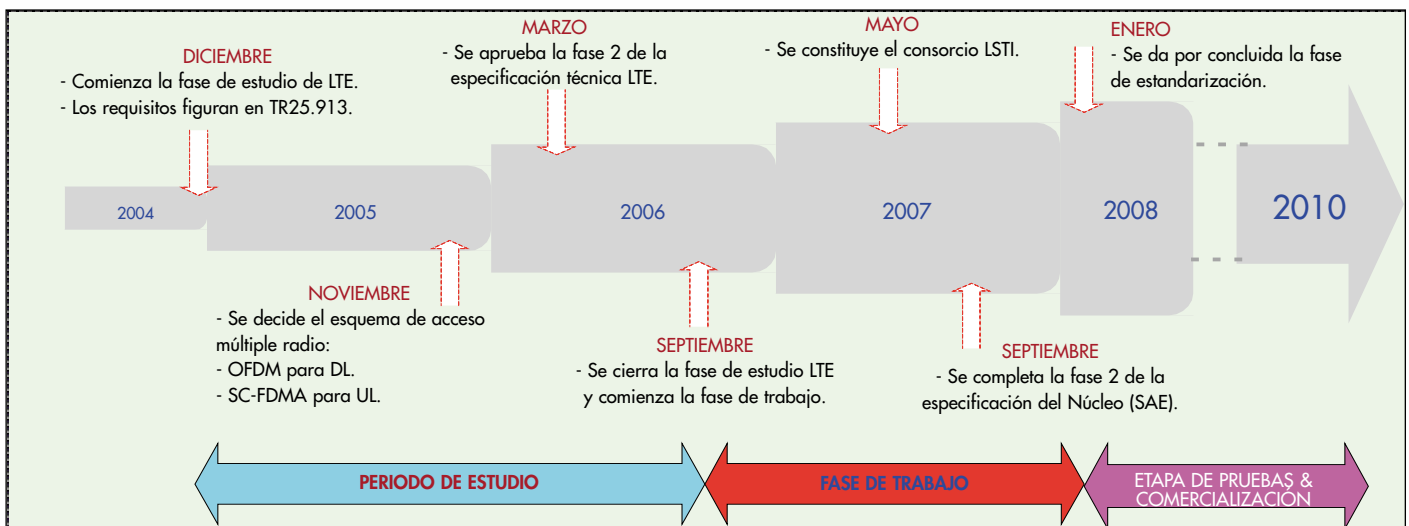 DICIEMBRE
- Comienza la fase de estudio de LTE.
- Los requisitos figuran en TR25.913.
MARZO
- Se aprueba la fase 2 de la
especificación técnica LTE.
MAYO
- Se constituye el consorcio LSTI.
ENERO
- Se da por concluida la fase
de estandarización.
2004
2005
2006
2007
2008
2010
NOVIEMBRE
- Se decide el esquema de acceso
múltiple radio:
- OFDM para DL.
- SC-FDMA para UL.
SEPTIEMBRE
- Se cierra la fase de estudio LTE
y comienza la fase de trabajo.
SEPTIEMBRE
- Se completa la fase 2 de la
especificación del Núcleo (SAE).
PERIODO DE ESTUDIO
FASE DE TRABAJO
ETAPA DE PRUEBAS &
COMERCIALIZACIÓN